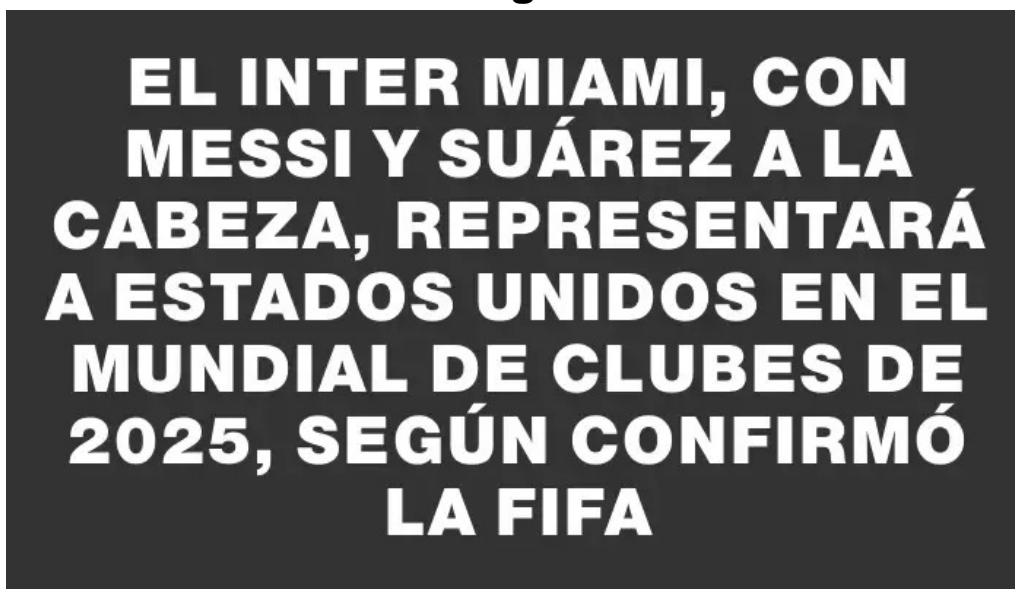 EL INTER MIAMI, CON
MESSI Y SUÁREZ A LA
CABEZA, REPRESENTARÁ
A ESTADOS UNIDOS EN EL
MUNDIAL DE CLUBES DE
2025, SEGÚN CONFIRMÓ
LA FIFA